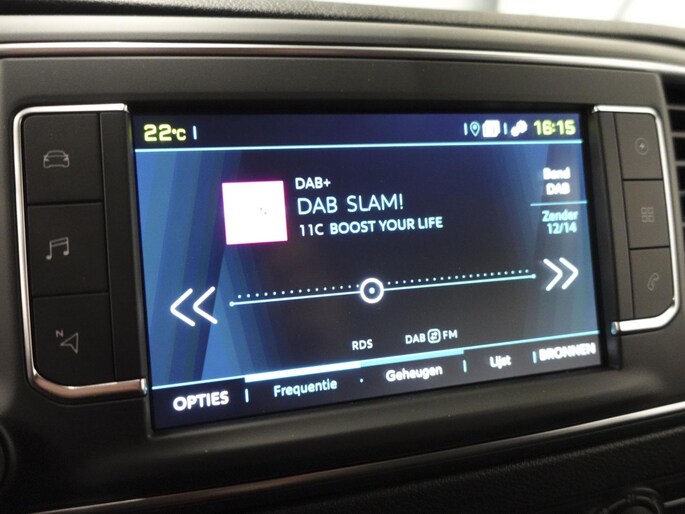 22°C
16:15
DAB+
DAB SLAM!
11C BOOST YOUR LIFE
Band
DAB
Zender
12/14
RDS
DAB FM
OPTIES
Frequentie
Geheugen
Lijst
BRONNEN
N